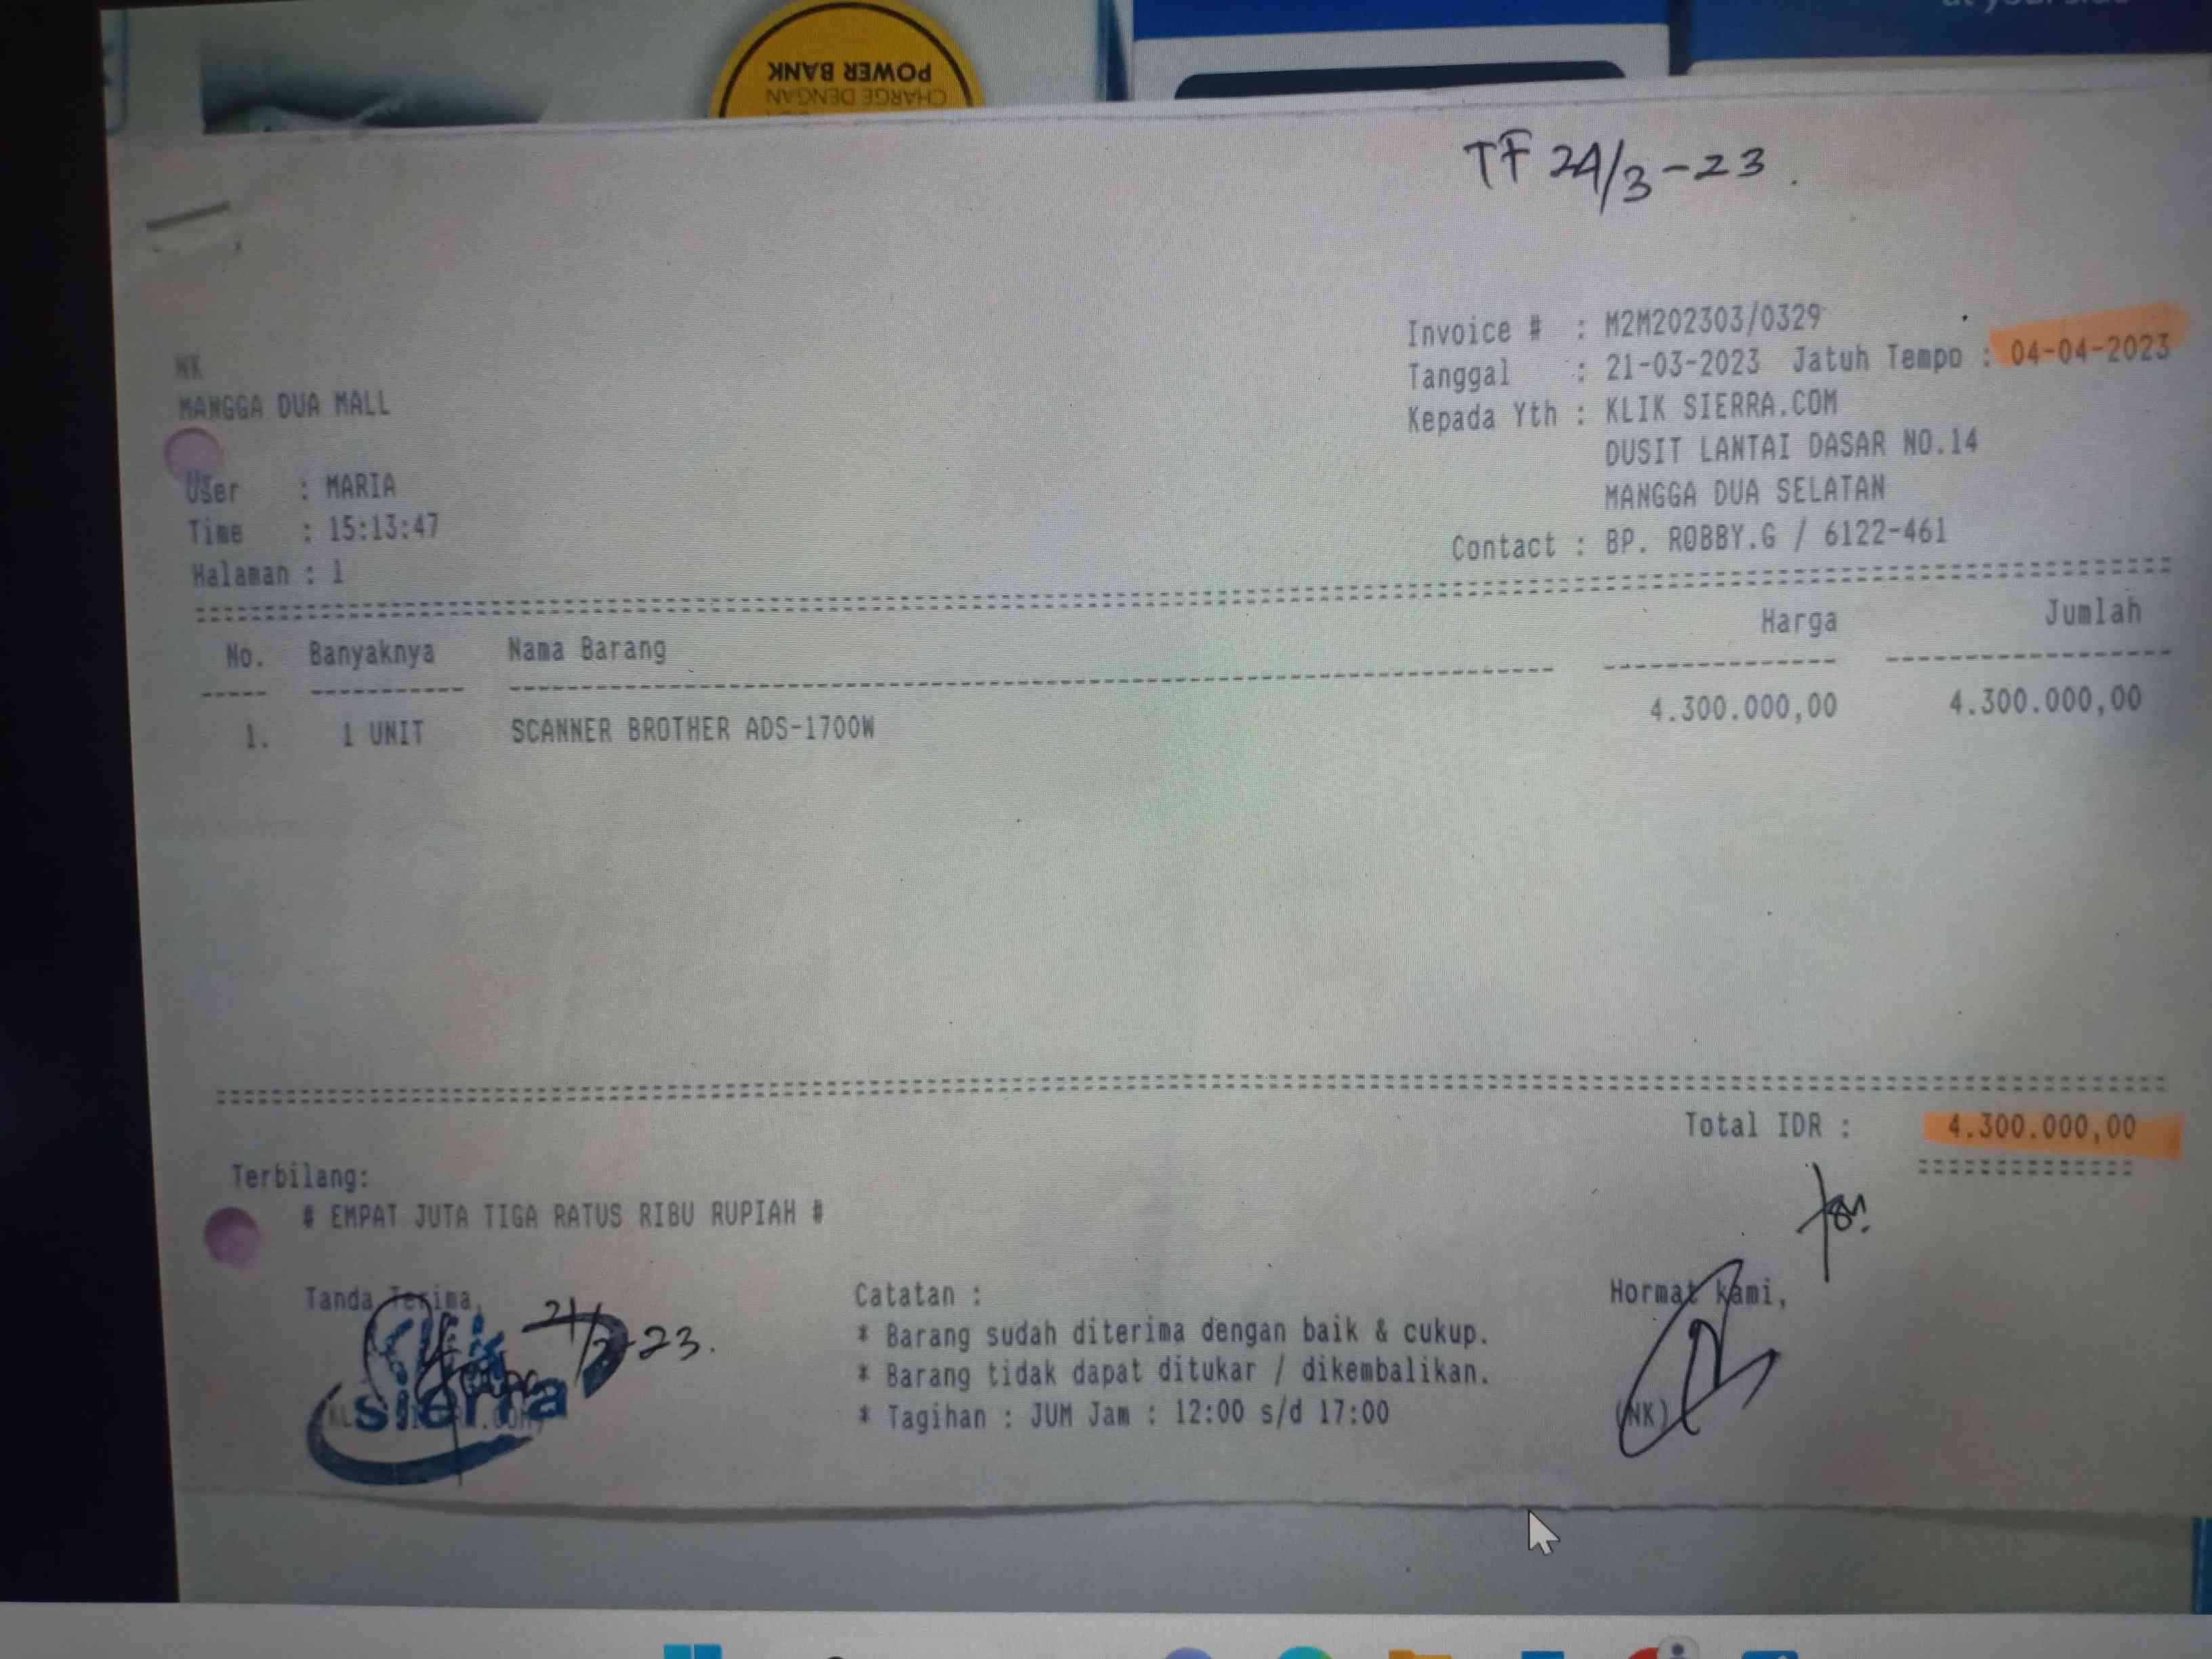 POWER BANK
CHARGE DENGAN
TF 24/3-23.
Invoice # : M2M202303/0329
Tanggal : 21-03-2023 Jatuh Tempo : 04-04-2023
Kepada Yth : KLIK SIERRA.COM
DUSIT LANTAI DASAR NO.14
MANGGA DUA SELATAN
Contact : BP. ROBBY.G / 6122-461
NK
MANGGA DUA MALL
User : MARIA
Time : 15:13:47
Halaman : 1
No. Banyaknya Nama Barang Harga Jumlah
1. 1 UNIT SCANNER BROTHER ADS-1700W 4.300.000,00 4.300.000,00
Total IDR : 4.300.000,00
Terbilang:
# EMPAT JUTA TIGA RATUS RIBU RUPIAH #
Tanda Terima,
21/3-23.
sierra
Catatan :
* Barang sudah diterima dengan baik & cukup.
* Barang tidak dapat ditukar / dikembalikan.
* Tagihan : JUM Jam : 12:00 s/d 17:00
Hormat kami,
(NK)